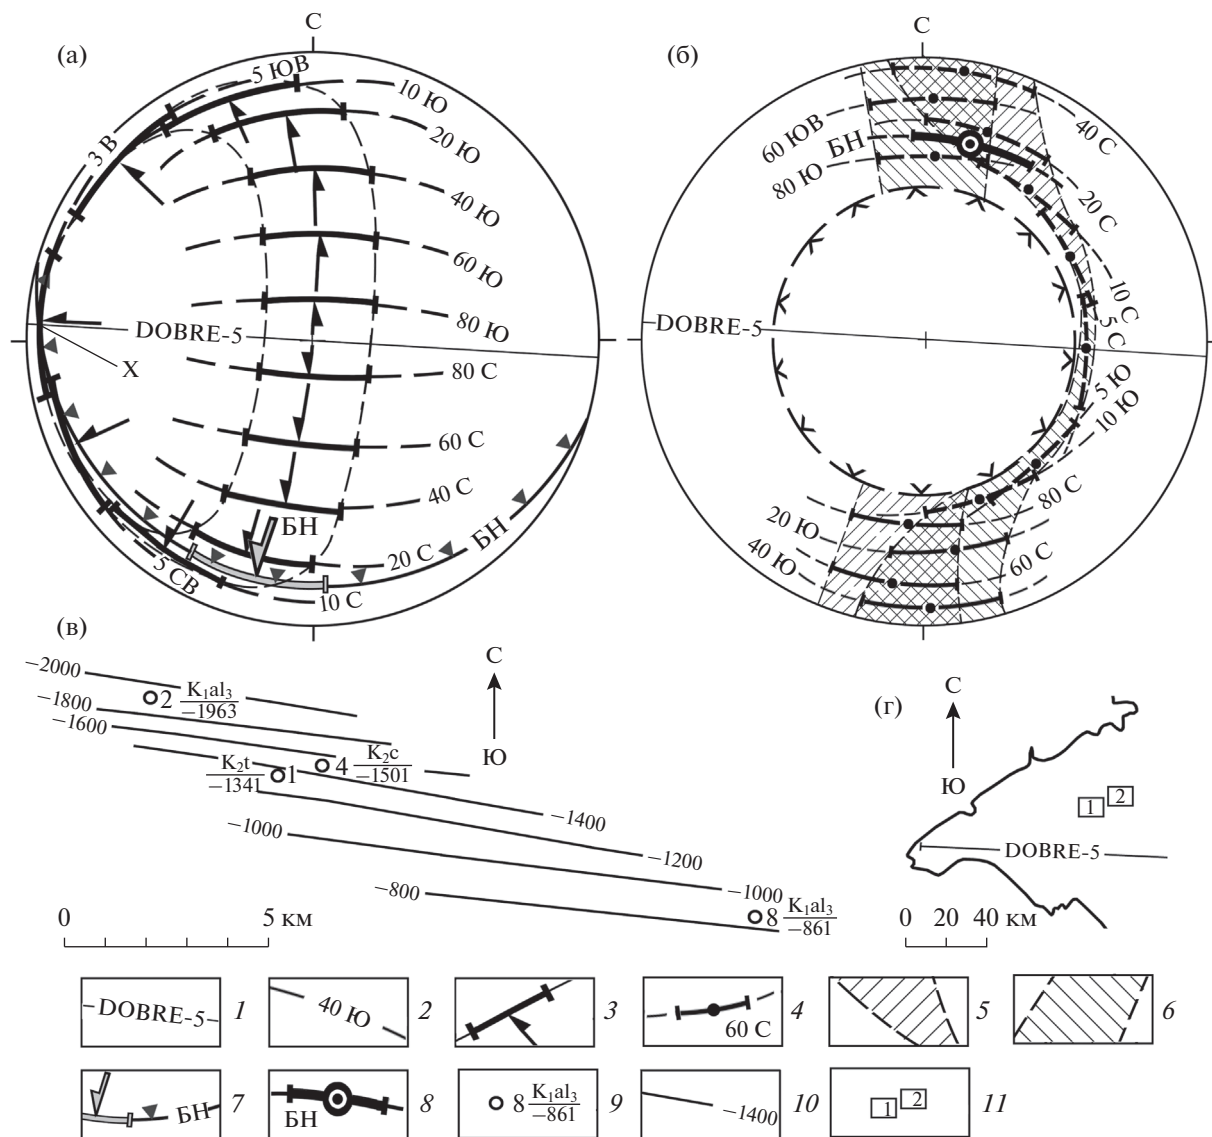 (а)
С
5 ЮВ
10 Ю
20 Ю
3 В
40 Ю
60 Ю
80 Ю
DOBRE-5
X
80 С
60 С
40 С
БН
БН
20 С
5 СВ
10 С
(б)
С
40 С
60 ЮВ
БН
80 Ю
20 С
10 С
5 С
DOBRE-5
5 Ю
10 Ю
80 С
20 Ю
40 Ю
60 С
(в)
−2000
2 K₁al₃
−1963
−1800
−1600
С
Ю
K₂t
−1341
1
4 K₂c
−1501
−1400
−1200
−1000
−1000
−800
8 K₁al₃
−861
0 5 км
(г)
С
Ю
1 2
DOBRE-5
0 20 40 км
DOBRE-5 1
40 Ю 2
3
60 С 4
5
6
БН 7
БН 8
8 K₁al₃
−861
9
−1400 10
1 2 11